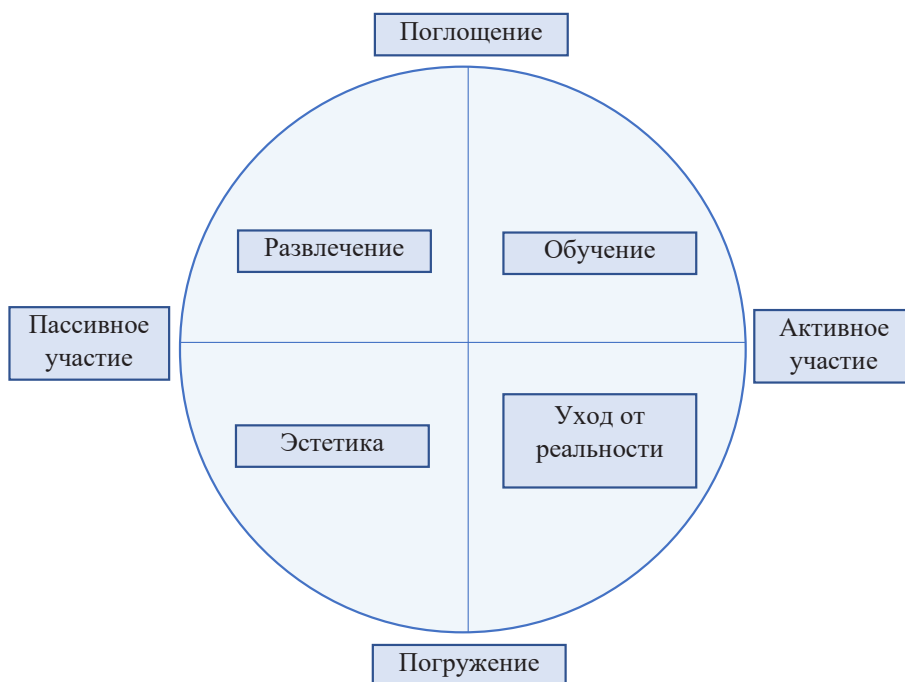 Поглощение
Развлечение
Обучение
Пассивное
участие
Активное
участие
Эстетика
Уход от
реальности
Погружение